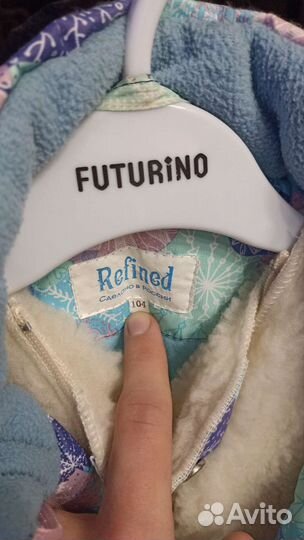 FUTURiNO
Refined
Сделано в России
104
Avito